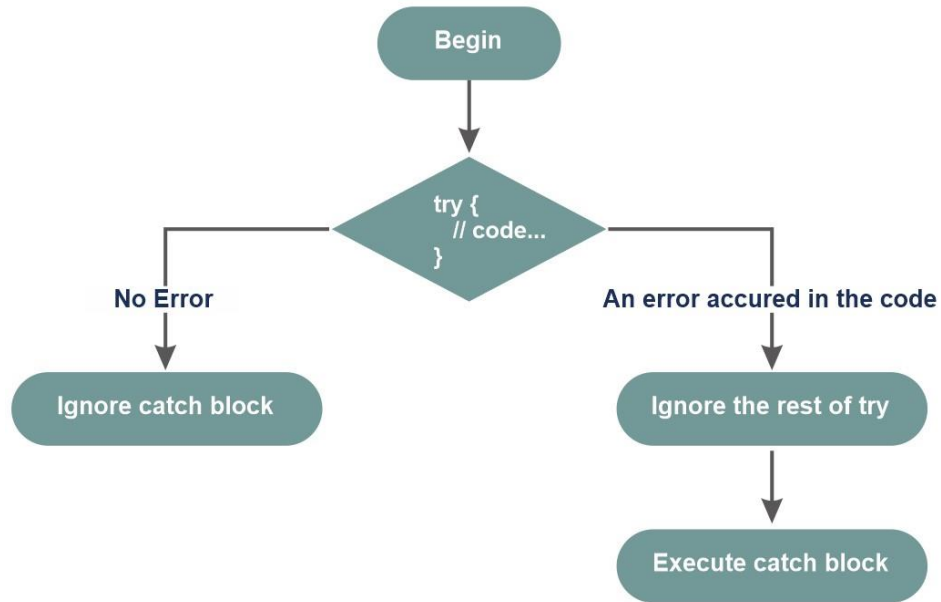 Begin
try {
// code...
}
No Error
An error accured in the code
Ignore catch block
Ignore the rest of try
Execute catch block